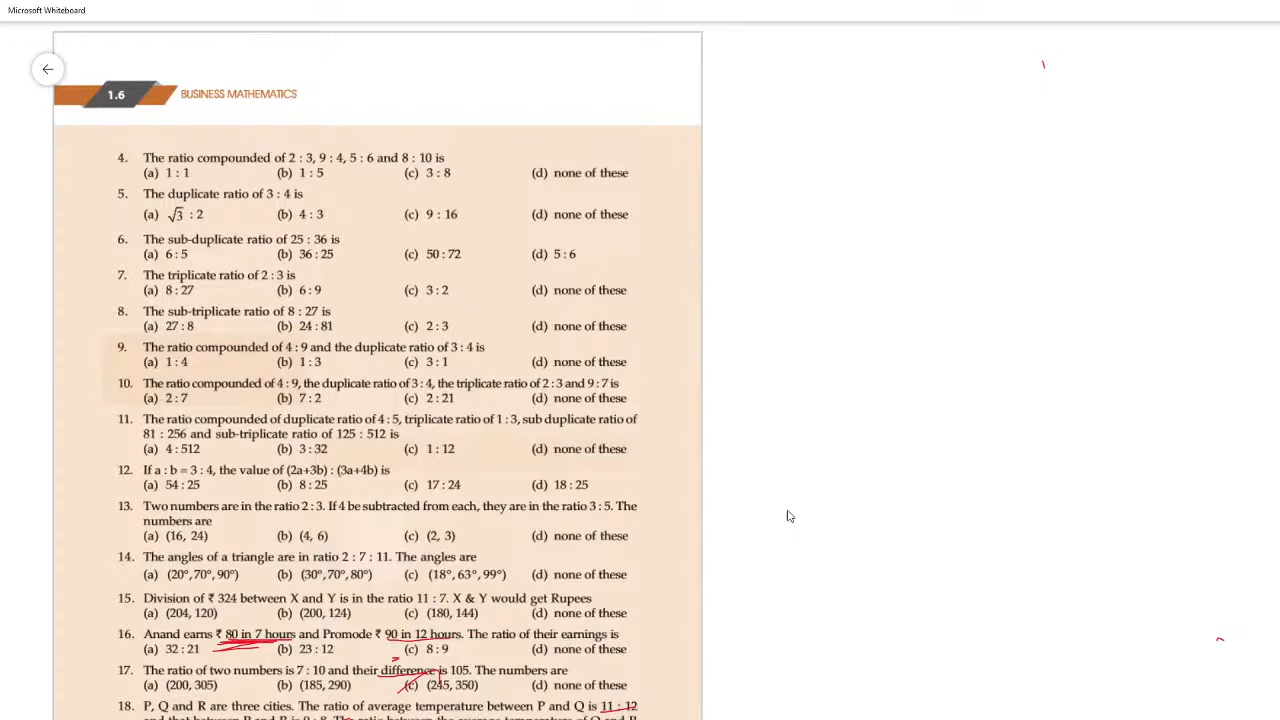 Microsoft Whiteboard
1.6 BUSINESS MATHEMATICS
4. The ratio compounded of 2 : 3, 9 : 4, 5 : 6 and 8 : 10 is
(a) 1 : 1 (b) 1 : 5 (c) 3 : 8 (d) none of these
5. The duplicate ratio of 3 : 4 is
(a) √3 : 2 (b) 4 : 3 (c) 9 : 16 (d) none of these
6. The sub-duplicate ratio of 25 : 36 is
(a) 6 : 5 (b) 36 : 25 (c) 50 : 72 (d) 5 : 6
7. The triplicate ratio of 2 : 3 is
(a) 8 : 27 (b) 6 : 9 (c) 3 : 2 (d) none of these
8. The sub-triplicate ratio of 8 : 27 is
(a) 27 : 8 (b) 24 : 81 (c) 2 : 3 (d) none of these
9. The ratio compounded of 4 : 9 and the duplicate ratio of 3 : 4 is
(a) 1 : 4 (b) 1 : 3 (c) 3 : 1 (d) none of these
10. The ratio compounded of 4 : 9, the duplicate ratio of 3 : 4, the triplicate ratio of 2 : 3 and 9 : 7 is
(a) 2 : 7 (b) 7 : 2 (c) 2 : 21 (d) none of these
11. The ratio compounded of duplicate ratio of 4 : 5, triplicate ratio of 1 : 3, sub duplicate ratio of
81 : 256 and sub-triplicate ratio of 125 : 512 is
(a) 4 : 512 (b) 3 : 32 (c) 1 : 12 (d) none of these
12. If a : b = 3 : 4, the value of (2a+3b) : (3a+4b) is
(a) 54 : 25 (b) 8 : 25 (c) 17 : 24 (d) 18 : 25
13. Two numbers are in the ratio 2 : 3. If 4 be subtracted from each, they are in the ratio 3 : 5. The
numbers are
(a) (16, 24) (b) (4, 6) (c) (2, 3) (d) none of these
14. The angles of a triangle are in ratio 2 : 7 : 11. The angles are
(a) (20°, 70°, 90°) (b) (30°, 70°, 80°) (c) (18°, 63°, 99°) (d) none of these
15. Division of ₹ 324 between X and Y is in the ratio 11 : 7. X & Y would get Rupees
(a) (204, 120) (b) (200, 124) (c) (180, 144) (d) none of these
16. Anand earns ₹ 80 in 7 hours and Promode ₹ 90 in 12 hours. The ratio of their earnings is
(a) 32 : 21 (b) 23 : 12 (c) 8 : 9 (d) none of these
17. The ratio of two numbers is 7 : 10 and their difference is 105. The numbers are
(a) (200, 305) (b) (185, 290) (c) (245, 350) (d) none of these
18. P, Q and R are three cities. The ratio of average temperature between P and Q is 11 : 12
and that between P and R is 9 : 8. The ratio between the average temperature of Q and R